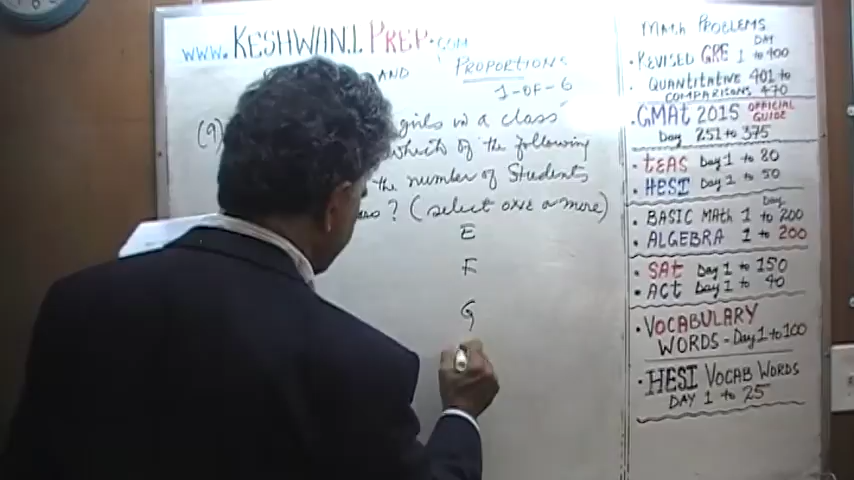 www. KESHWANI PREP.com
AND PROPORTIONS
1-OF-6
(9) girls in a class
which of the following
the number of Students
? (select one or more)
E
F
G
MATH PROBLEMS
• REVISED GRE DAY 1 to 400
• QUANTITATIVE 401 to
COMPARISONS 470
• GMAt 2015 OFFICIAL GUIDE
Day 251 to 375
• tEAS Day 1 to 80
• HESI Day 1 to 50
• BASIC MAth Day 1 to 200
• ALGEBRA 1 to 200
• SAt Day 1 to 150
• ACt Day 1 to 40
• VOCABULARY
WORDS - Day 1 to 100
• HESI VOCAB WORDS
DAY 1 to 25